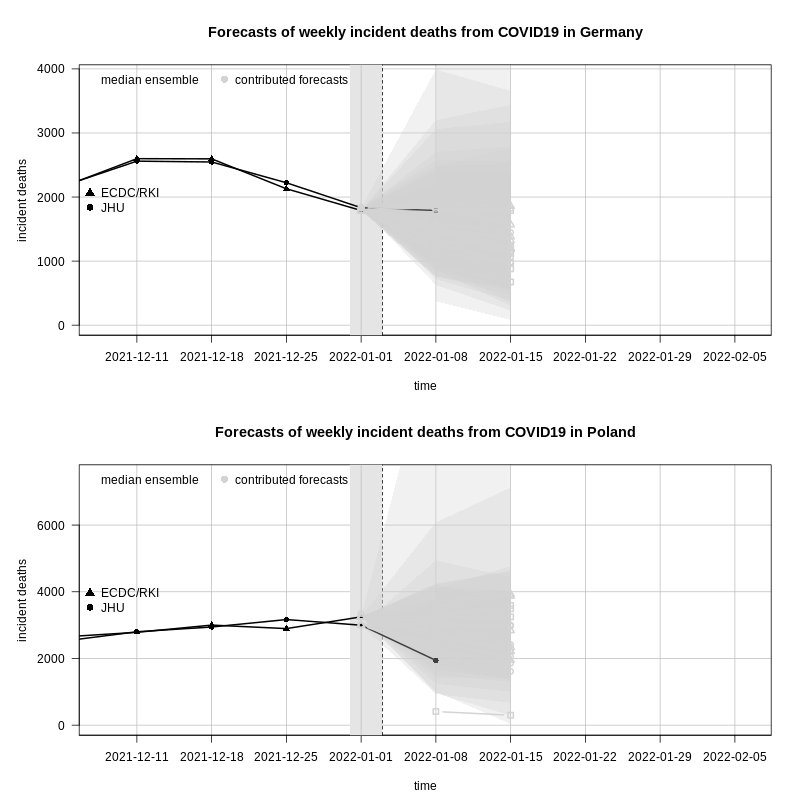 Forecasts of weekly incident deaths from COVID19 in Germany
median ensemble contributed forecasts
4000
3000
2000
1000
0
incident deaths
ECDC/RKI
JHU
2021-12-11 2021-12-18 2021-12-25 2022-01-01 2022-01-08 2022-01-15 2022-01-22 2022-01-29 2022-02-05
time
Forecasts of weekly incident deaths from COVID19 in Poland
median ensemble contributed forecasts
6000
4000
2000
0
incident deaths
ECDC/RKI
JHU
2021-12-11 2021-12-18 2021-12-25 2022-01-01 2022-01-08 2022-01-15 2022-01-22 2022-01-29 2022-02-05
time